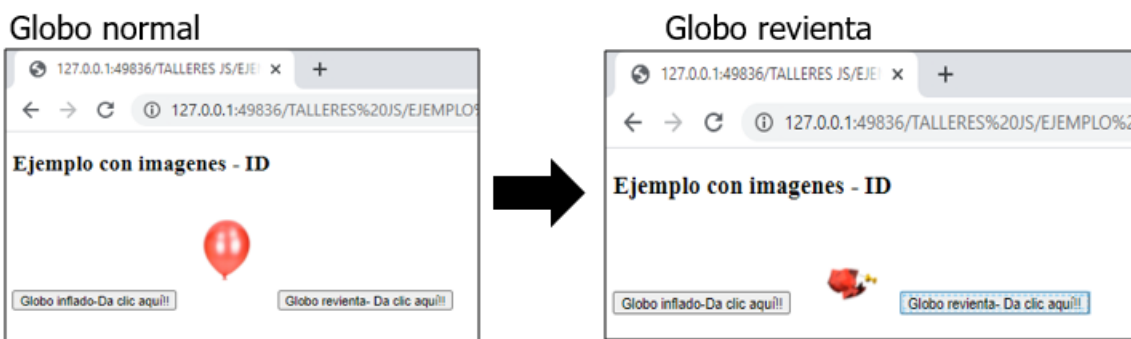 Globo normal
127.0.0.1:49836/TALLERES JS/EJE
127.0.0.1:49836/TALLERES%20JS/EJEMPLO%
Ejemplo con imagenes - ID
Globo inflado-Da clic aquí!!
Globo revienta- Da clic aquí!!
Globo revienta
127.0.0.1:49836/TALLERES JS/EJE
127.0.0.1:49836/TALLERES%20JS/EJEMPLO%2
Ejemplo con imagenes - ID
Globo inflado-Da clic aquí!!
Globo revienta- Da clic aquí!!